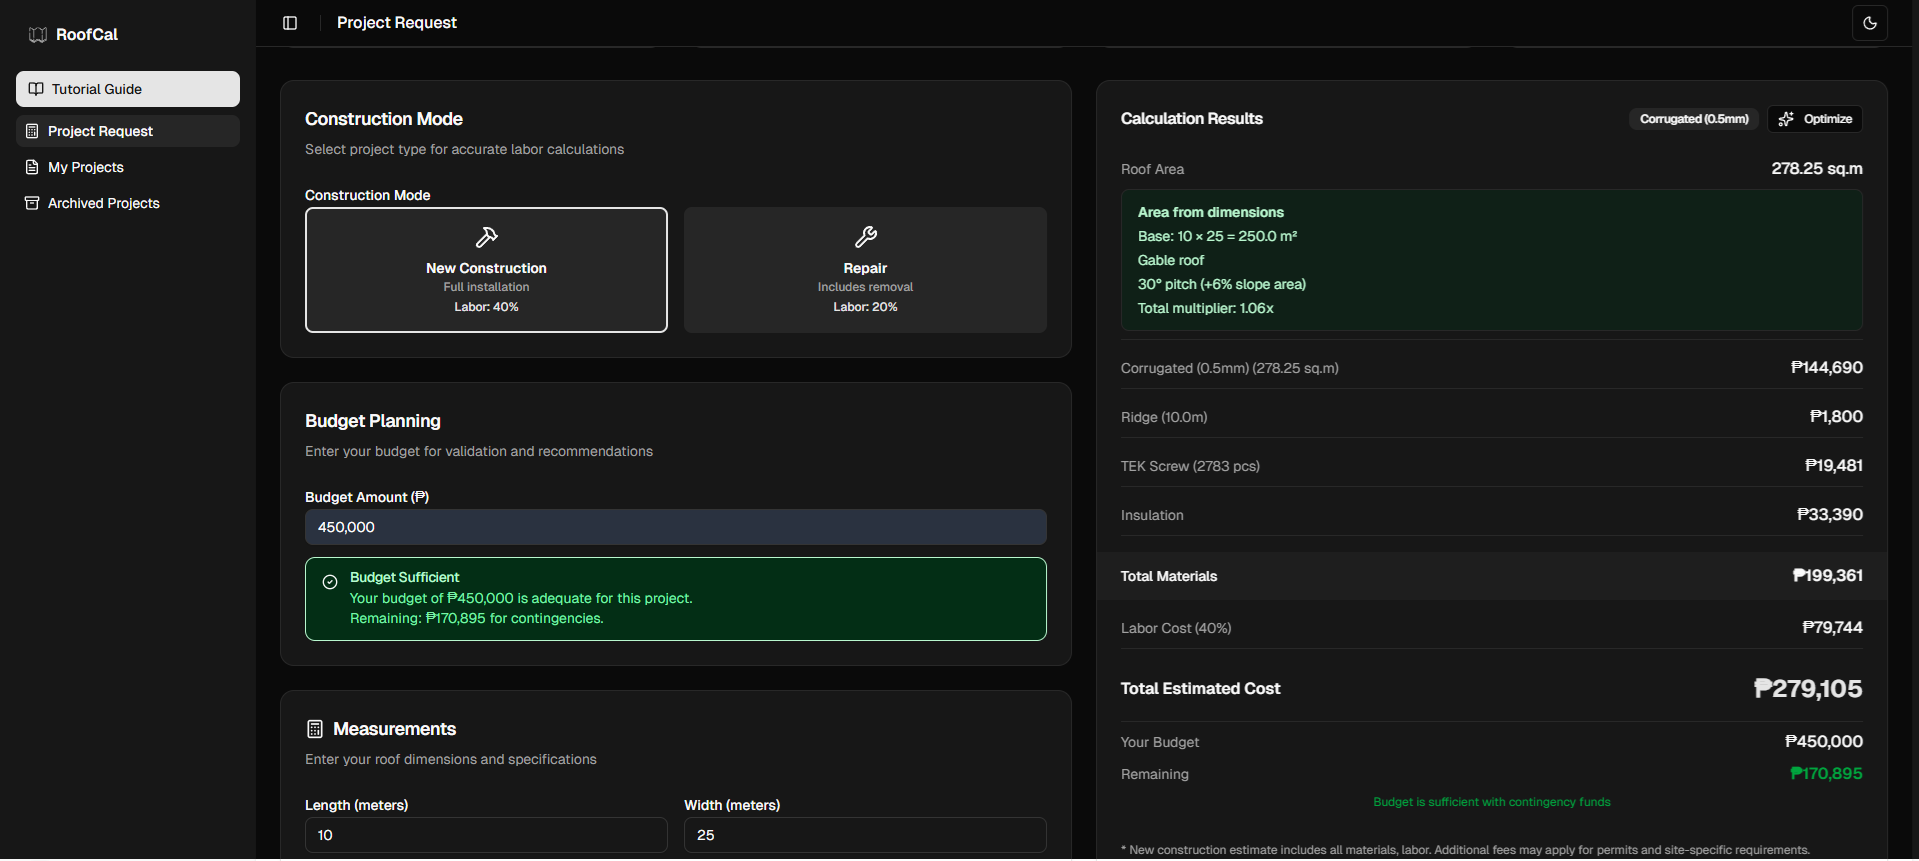 RoofCal
Tutorial Guide
Project Request
My Projects
Archived Projects
Project Request
Construction Mode
Select project type for accurate labor calculations
Construction Mode
New Construction
Full installation
Labor: 40%
Repair
Includes removal
Labor: 20%
Budget Planning
Enter your budget for validation and recommendations
Budget Amount (₱)
450,000
Budget Sufficient
Your budget of ₱450,000 is adequate for this project.
Remaining: ₱170,895 for contingencies.
Measurements
Enter your roof dimensions and specifications
Length (meters)
10
Width (meters)
25
Calculation Results
Corrugated (0.5mm)
Optimize
Roof Area 278.25 sq.m
Area from dimensions
Base: 10 × 25 = 250.0 m²
Gable roof
30° pitch (+6% slope area)
Total multiplier: 1.06x
Corrugated (0.5mm) (278.25 sq.m) ₱144,690
Ridge (10.0m) ₱1,800
TEK Screw (2783 pcs) ₱19,481
Insulation ₱33,390
Total Materials ₱199,361
Labor Cost (40%) ₱79,744
Total Estimated Cost ₱279,105
Your Budget ₱450,000
Remaining ₱170,895
Budget is sufficient with contingency funds
* New construction estimate includes all materials, labor. Additional fees may apply for permits and site-specific requirements.